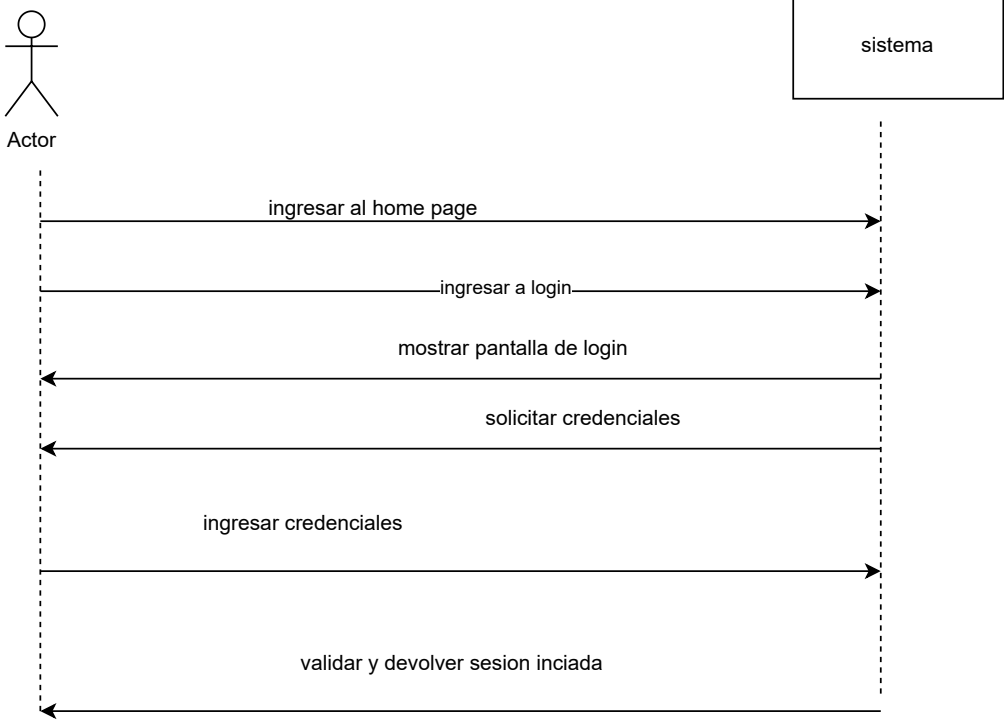 sistema
Actor
ingresar al home page
ingresar a login
mostrar pantalla de login
solicitar credenciales
ingresar credenciales
validar y devolver sesion inciada